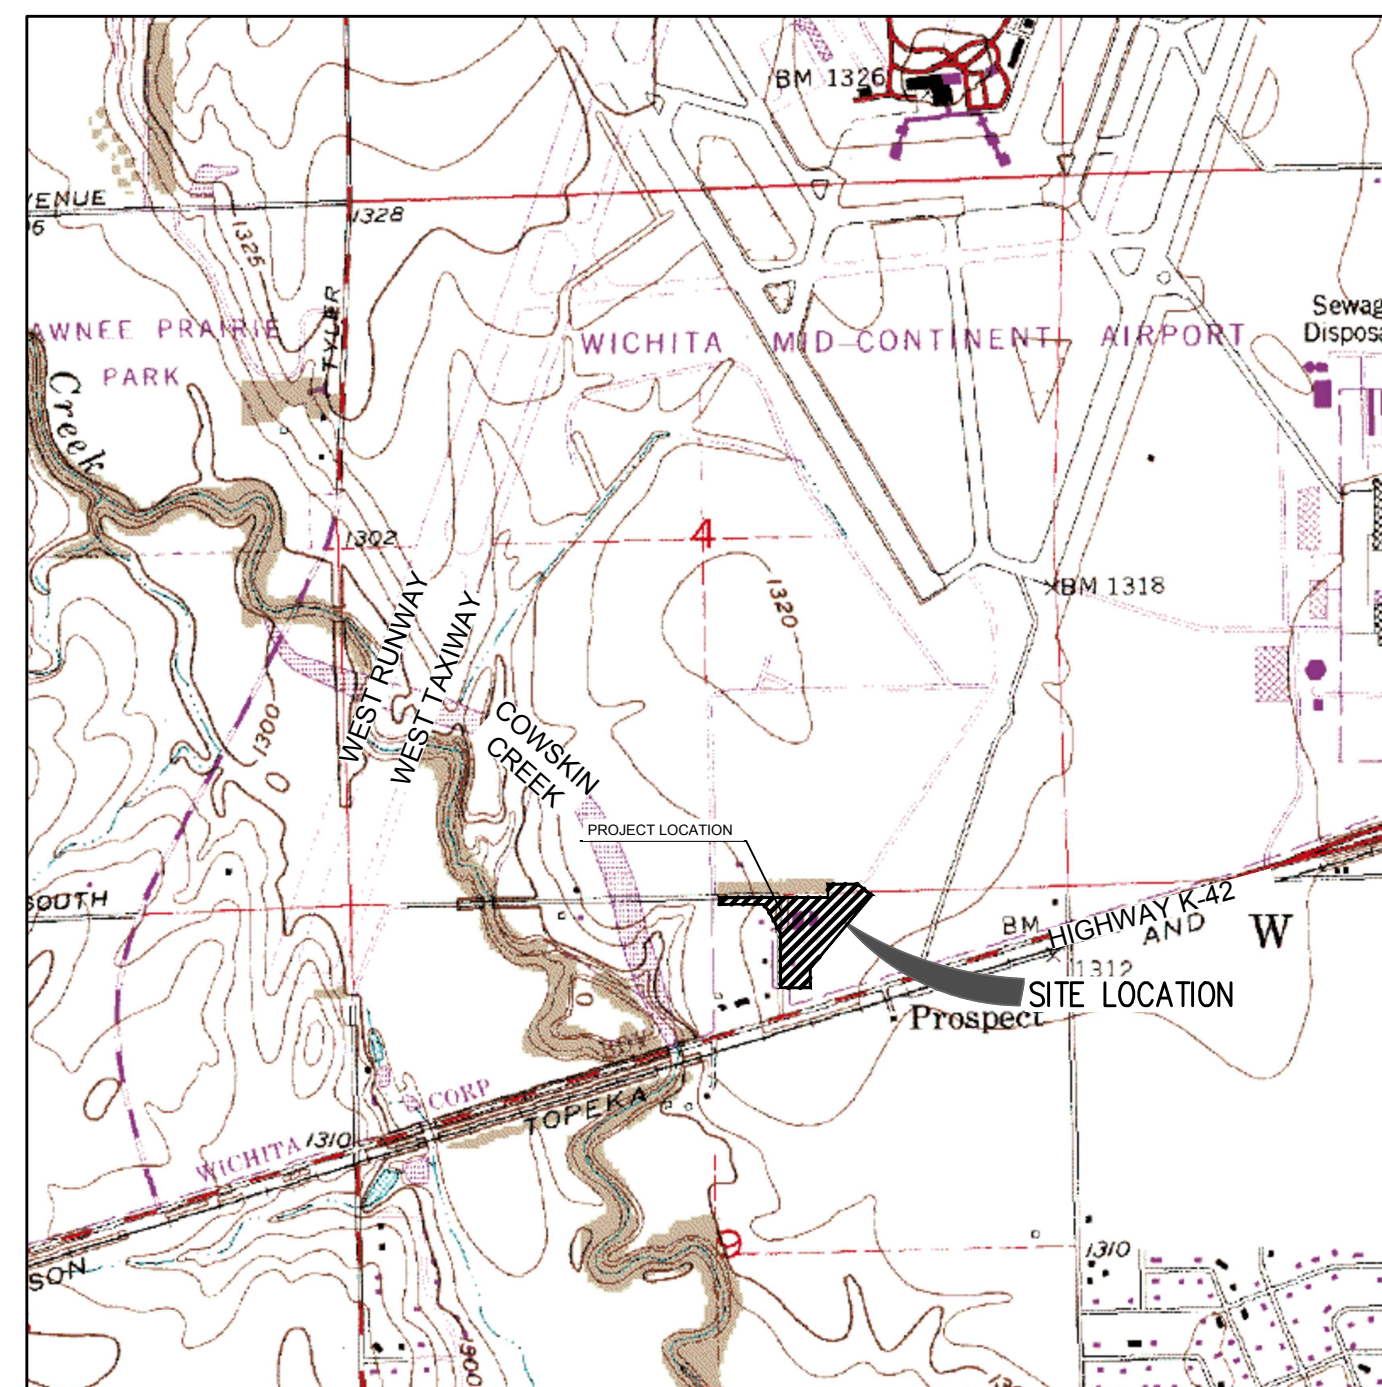 BM 1326
VENUE
1328
1325
TYLER
AWNEE PRAIRIE
PARK
WICHITA MID-CONTINENT AIRPORT
Sewag
Disposa
Creek
4
1302
1320
BM 1318
WEST RUNWAY
WEST TAXIWAY
1300
COWSKIN
CREEK
PROJECT LOCATION
SOUTH
BM
HIGHWAY K-42
AND
W
1312
SITE LOCATION
Prospect
CORP
TOPEKA
WICHITA
1310
9
1310
SON